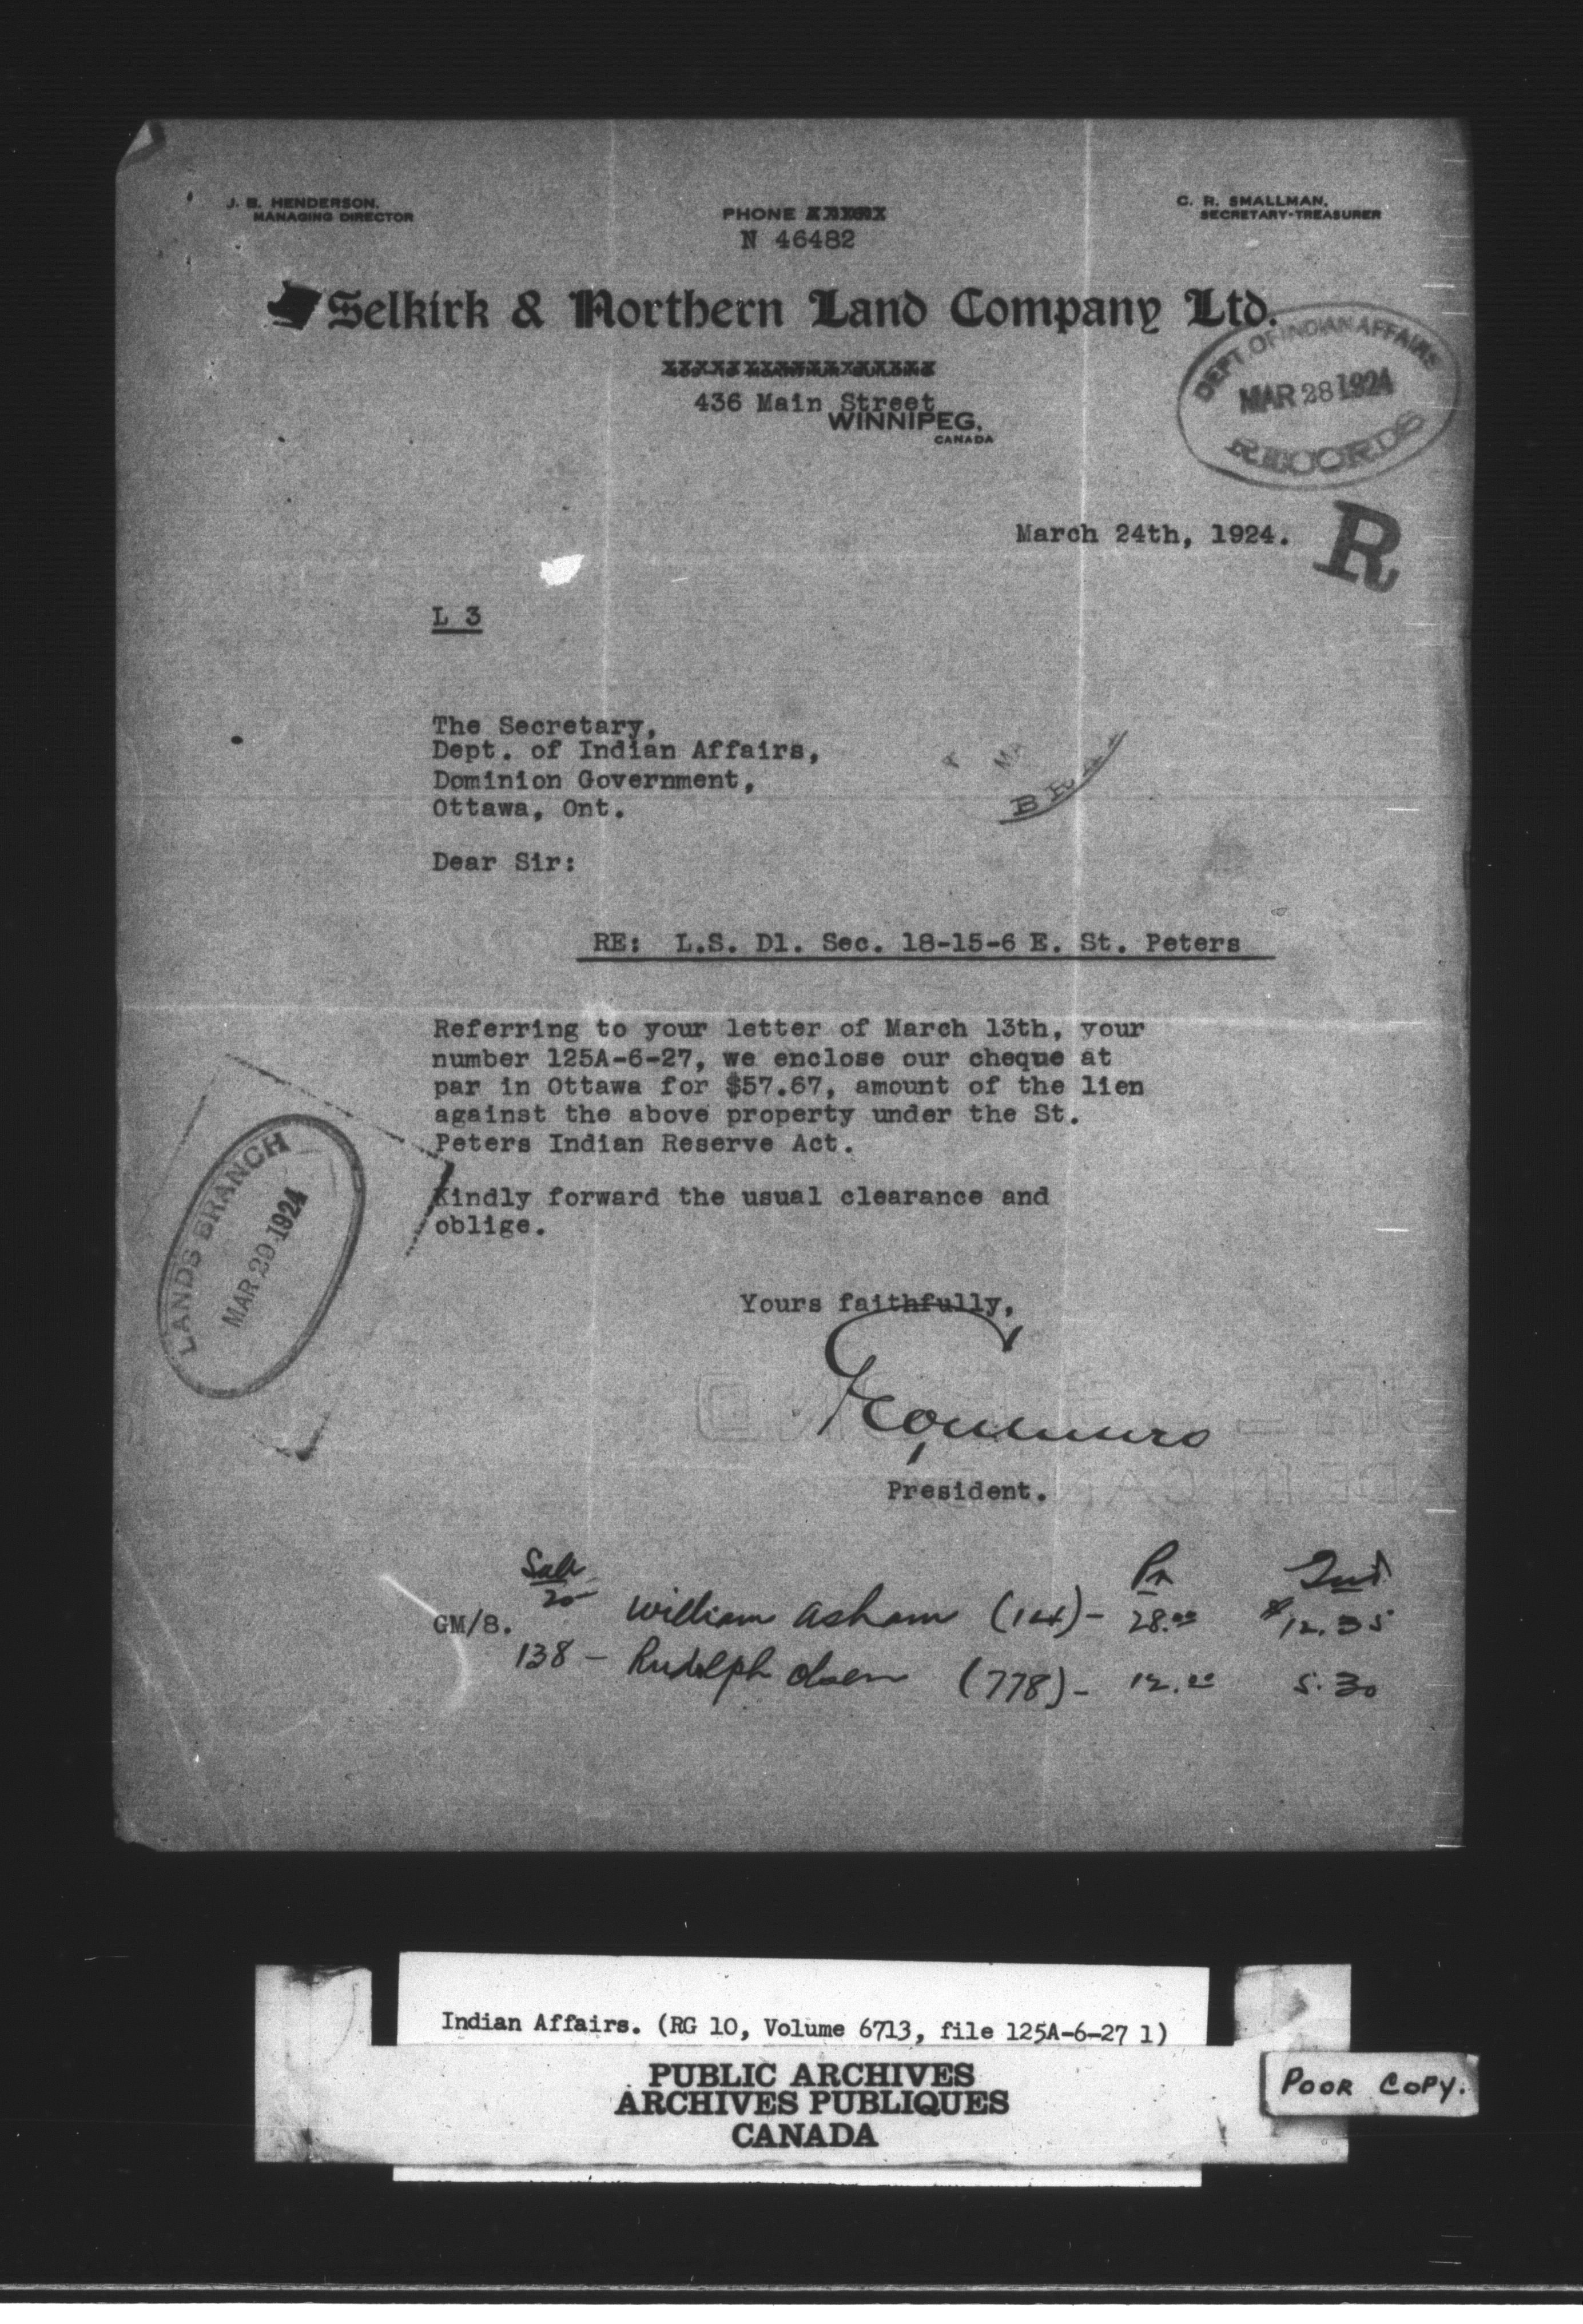 J. B. HENDERSON,
MANAGING DIRECTOR
PHONE
N 46482
C. R. SMALLMAN,
SECRETARY-TREASURER
Selkirk & Northern Land Company Ltd.
436 Main Street
WINNIPEG,
CANADA
DEPT. OF INDIAN AFFAIRS
MAR 28 1924
RECORDS
March 24th, 1924.
R
L 3
The Secretary,
Dept. of Indian Affairs,
Dominion Government,
Ottawa, Ont.
Dear Sir:
RE: L.S. D1. Sec. 18-15-6 E. St. Peters
Referring to your letter of March 13th, your
number 125A-6-27, we enclose our cheque at
par in Ottawa for $57.67, amount of the lien
against the above property under the St.
Peters Indian Reserve Act.
Kindly forward the usual clearance and
oblige.
LANDS BRANCH
MAR 29 1924
Yours faithfully,
President.
Sale Pr Int
GM/8. 25 William Asham (144) - 28.00 $12.35
138 - Rudolph Olsen (778) - 12.00 5.30
Indian Affairs. (RG 10, Volume 6713, file 125A-6-27 1)
PUBLIC ARCHIVES
ARCHIVES PUBLIQUES
CANADA
POOR COPY.